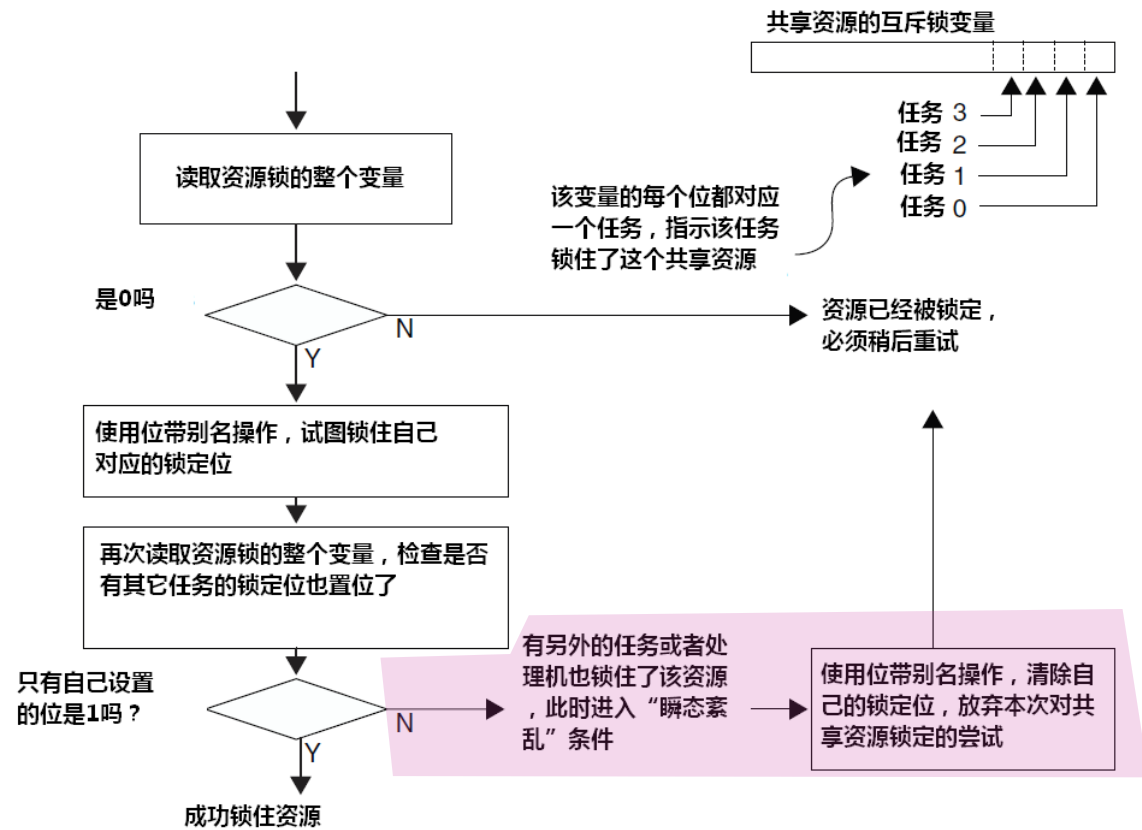 共享资源的互斥锁变量
任务 3
任务 2
任务 1
任务 0
读取资源锁的整个变量
该变量的每个位都对应
一个任务，指示该任务
锁住了这个共享资源
是0吗
N
Y
资源已经被锁定，
必须稍后重试
使用位带别名操作，试图锁住自己
对应的锁定位
再次读取资源锁的整个变量，检查是否
有其它任务的锁定位也置位了
只有自己设置
的位是1吗？
N
Y
有另外的任务或者处
理机也锁住了该资源
，此时进入“瞬态紊
乱”条件
使用位带别名操作，清除自
己的锁定位，放弃本次对共
享资源锁定的尝试
成功锁住资源